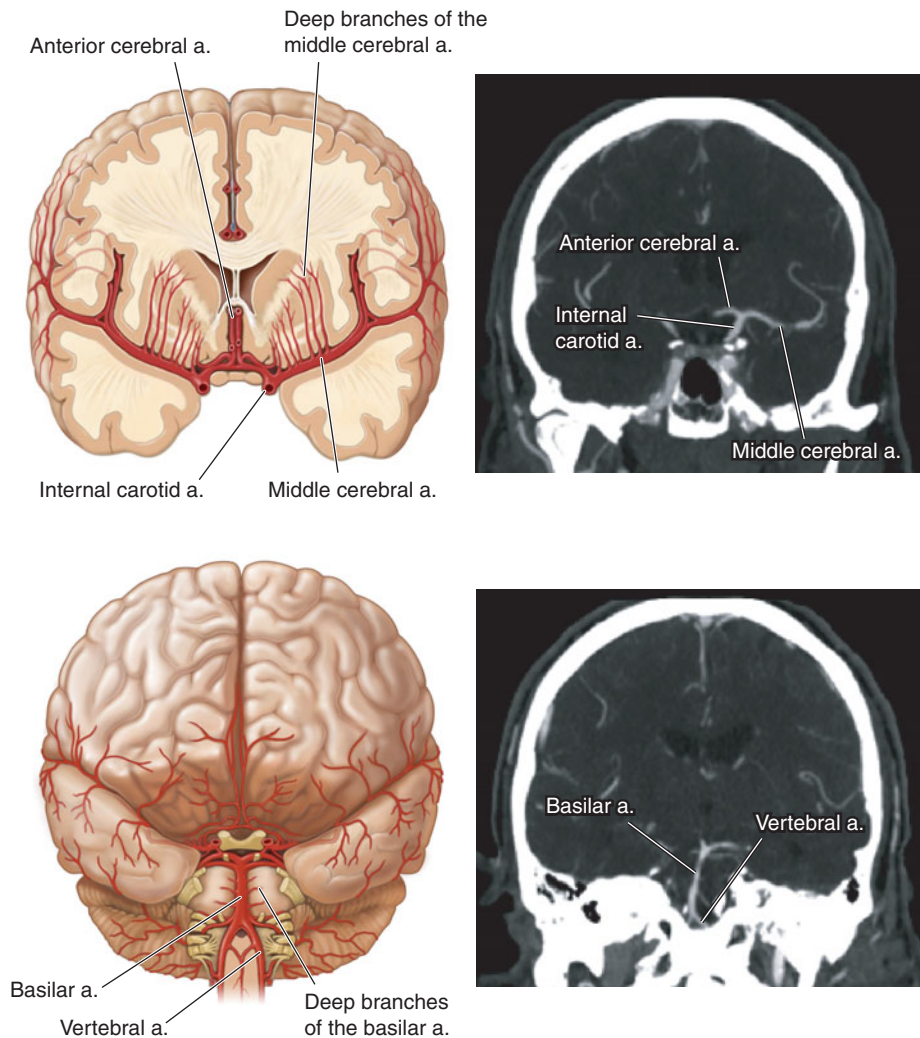 Anterior cerebral a.
Deep branches of the
middle cerebral a.
Internal carotid a.
Middle cerebral a.
Anterior cerebral a.
Internal
carotid a.
Middle cerebral a.
Basilar a.
Vertebral a.
Deep branches
of the basilar a.
Basilar a.
Vertebral a.